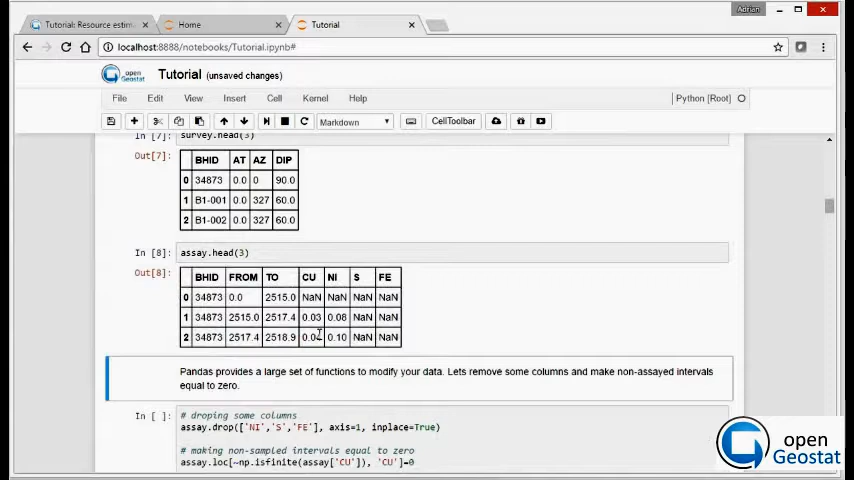 Adrian
Tutorial: Resource estim
Home
Tutorial
localhost:8888/notebooks/Tutorial.ipynb#
open Geostat
Tutorial (unsaved changes)
File Edit View Insert Cell Kernel Help
Python [Root]
Markdown
CellToolbar
In [7]: survey.head(3)
Out[7]:
BHID AT AZ DIP
0 34873 0.0 0 90.0
1 B1-001 0.0 327 60.0
2 B1-002 0.0 327 60.0
In [8]: assay.head(3)
Out[8]:
BHID FROM TO CU NI S FE
0 34873 0.0 2515.0 NaN NaN NaN NaN
1 34873 2515.0 2517.4 0.03 0.08 NaN NaN
2 34873 2517.4 2518.9 0.10 NaN NaN
Pandas provides a large set of functions to modify your data. Lets remove some columns and make non-assayed intervals
equal to zero.
In [ ]: # droping some columns
assay.drop(['NI','S','FE'], axis=1, inplace=True)
# making non-sampled intervals equal to zero
assay.loc[~np.isfinite(assay['CU']), 'CU']=0
open
Geostat